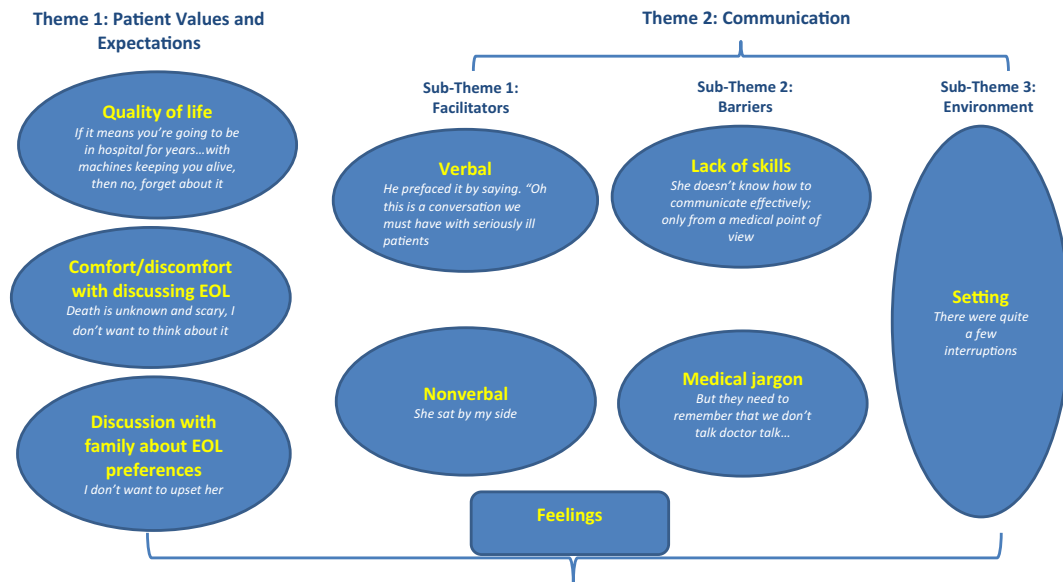 Theme 1: Patient Values and
Expectations
Quality of life
If it means you’re going to be
in hospital for years…with
machines keeping you alive,
then no, forget about it
Comfort/discomfort
with discussing EOL
Death is unknown and scary, I
don’t want to think about it
Discussion with
family about EOL
preferences
I don’t want to upset her
Theme 2: Communication
Sub-Theme 1:
Facilitators
Verbal
He prefaced it by saying. “Oh
this is a conversation we
must have with seriously ill
patients
Nonverbal
She sat by my side
Sub-Theme 2:
Barriers
Lack of skills
She doesn’t know how to
communicate effectively;
only from a medical point of
view
Medical jargon
But they need to
remember that we don’t
talk doctor talk…
Sub-Theme 3:
Environment
Setting
There were quite
a few
interruptions
Feelings